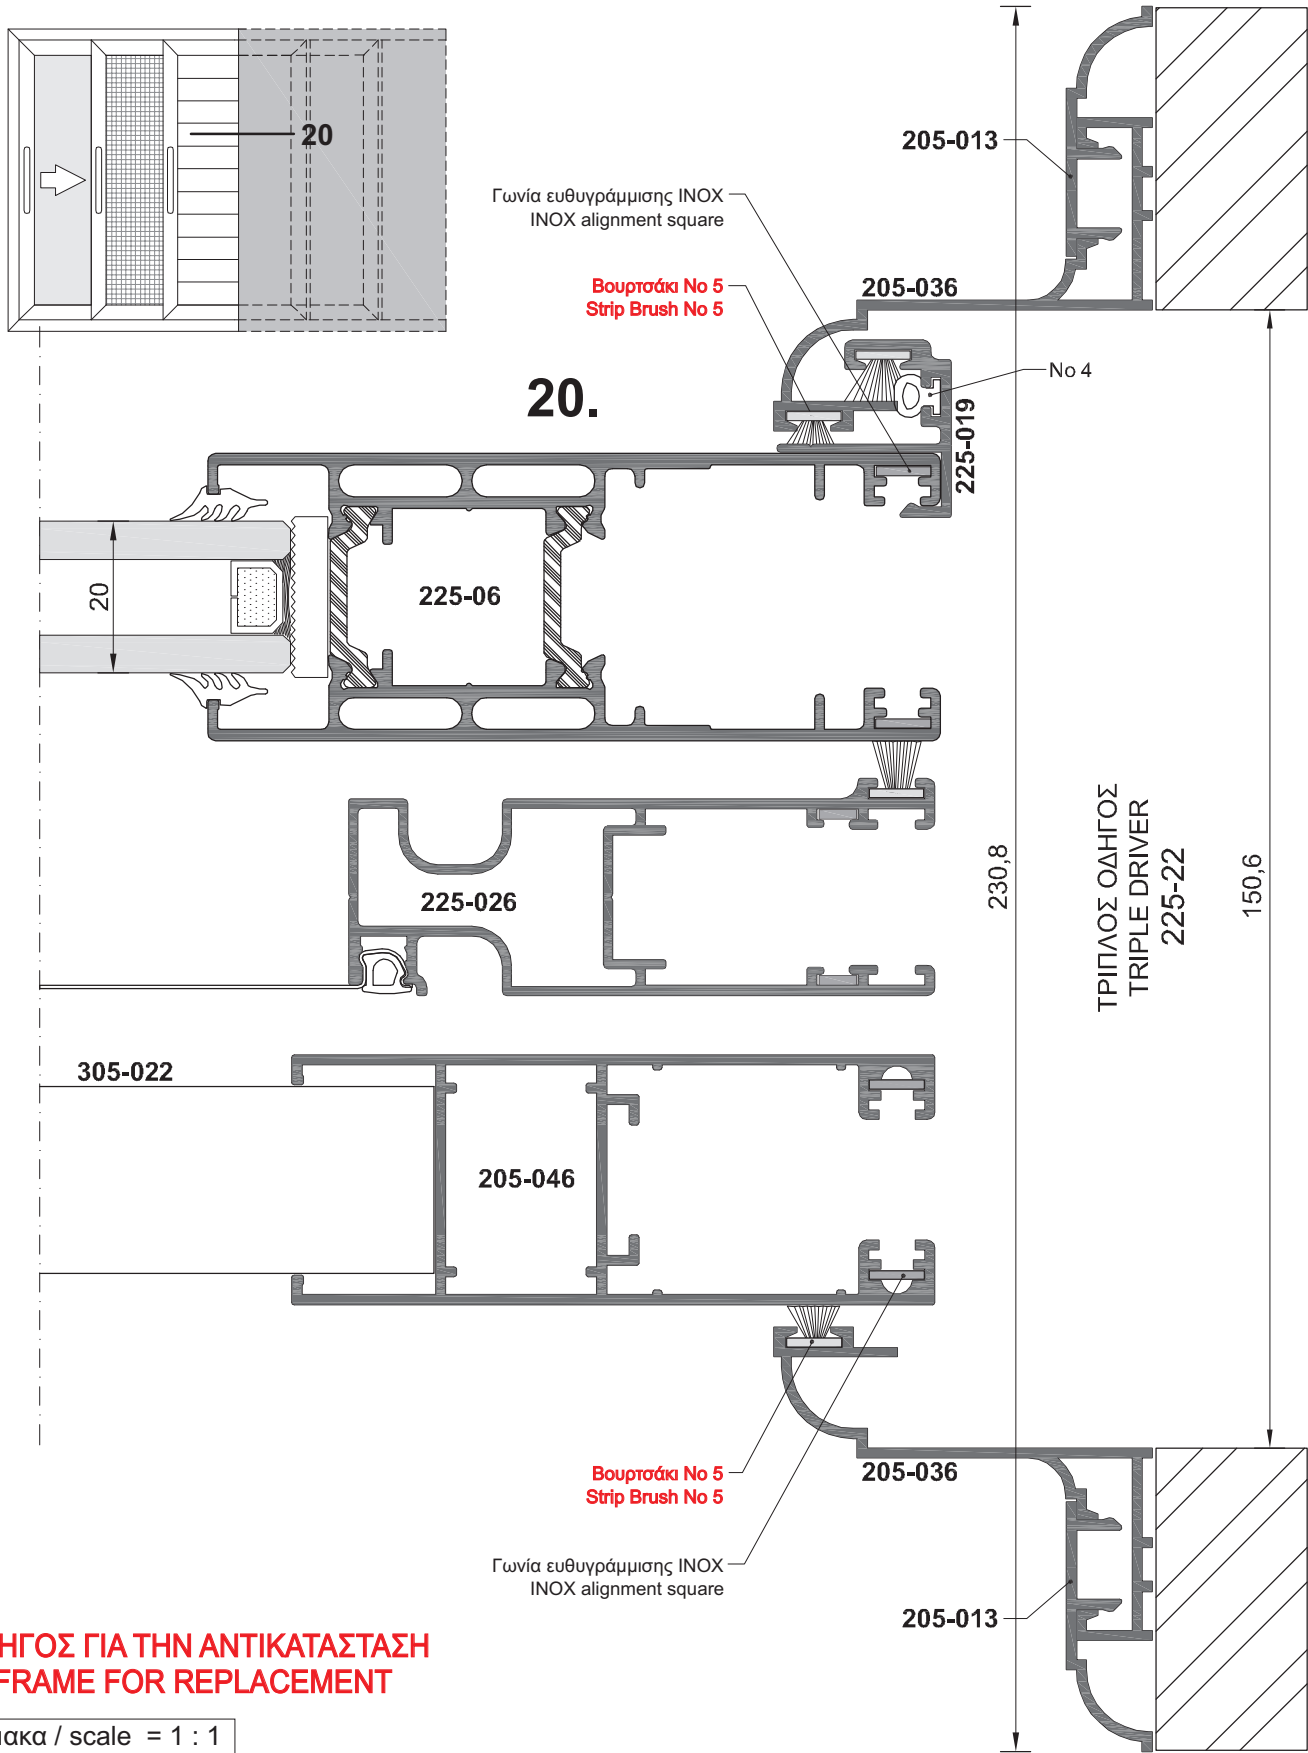 20
205-013
Γωνία ευθυγράμμισης INOX
INOX alignment square
Βουρτσάκι No 5
Strip Brush No 5
205-036
No 4
20.
225-019
20
225-06
230,8
ΤΡΙΠΛΟΣ ΟΔΗΓΟΣ
TRIPLE DRIVER
225-22
150,6
225-026
305-022
205-046
Βουρτσάκι No 5
Strip Brush No 5
205-036
Γωνία ευθυγράμμισης INOX
INOX alignment square
205-013
ΗΓΟΣ ΓΙΑ ΤΗΝ ΑΝΤΙΚΑΤΑΣΤΑΣΗ
FRAME FOR REPLACEMENT
ιακα / scale = 1 : 1